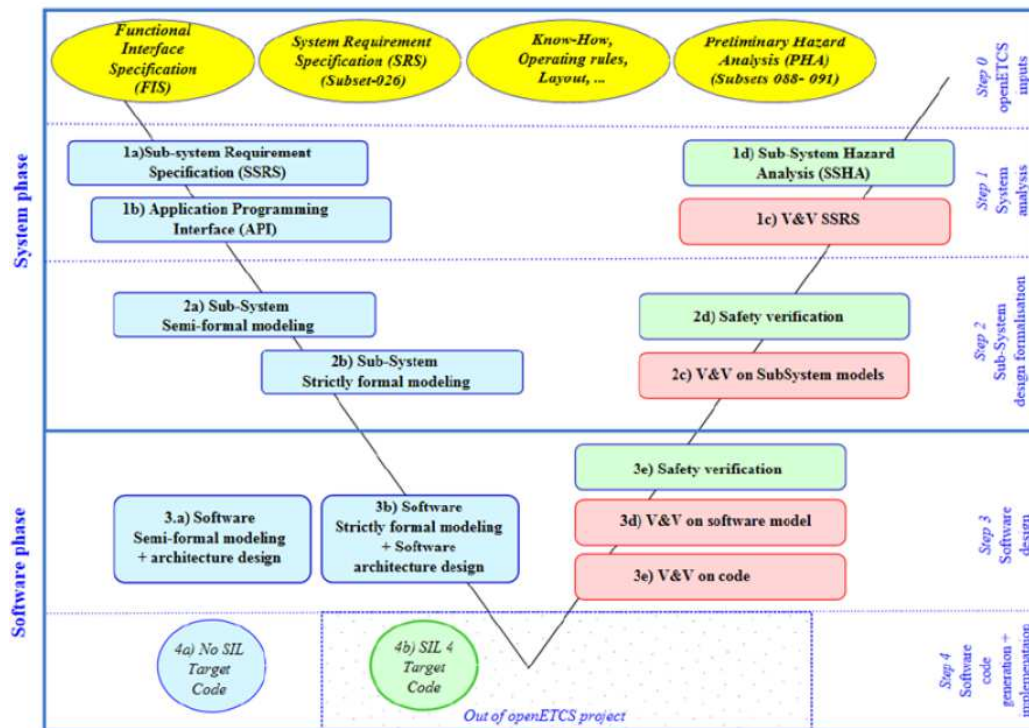 Functional
Interface
Specification
(FIS)
System Requirement
Specification (SRS)
(Subset-026)
Know-How,
Operating rules,
Layout, ...
Preliminary Hazard
Analysis (PHA)
(Subsets 088- 091)
Step 0
openETCS
inputs
System phase
1a)Sub-system Requirement
Specification (SSRS)
1d) Sub-System Hazard
Analysis (SSHA)
1b) Application Programming
Interface (API)
1c) V&V SSRS
Step 1
System
analysis
2a) Sub-System
Semi-formal modeling
2d) Safety verification
2b) Sub-System
Strictly formal modeling
2c) V&V on SubSystem models
Step 2
Sub-System
design formalisation
Software phase
3e) Safety verification
3.a) Software
Semi-formal modeling
+ architecture design
3b) Software
Strictly formal modeling
+ Software
architecture design
3d) V&V on software model
3e) V&V on code
Step 3
Software
design
4a) No SIL
Target
Code
4b) SIL 4
Target
Code
Out of openETCS project
Step 4
Software
code
generation +
implementaion